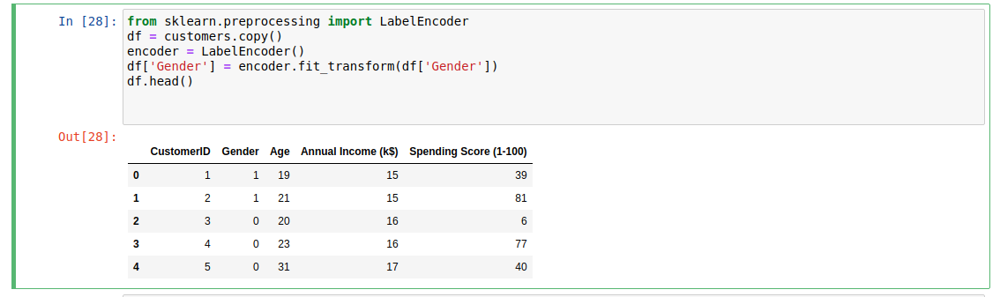 In [28]: from sklearn.preprocessing import LabelEncoder
df = customers.copy()
encoder = LabelEncoder()
df['Gender'] = encoder.fit_transform(df['Gender'])
df.head()
Out[28]:
CustomerID Gender Age Annual Income (k$) Spending Score (1-100)
0 1 1 19 15 39
1 2 1 21 15 81
2 3 0 20 16 6
3 4 0 23 16 77
4 5 0 31 17 40